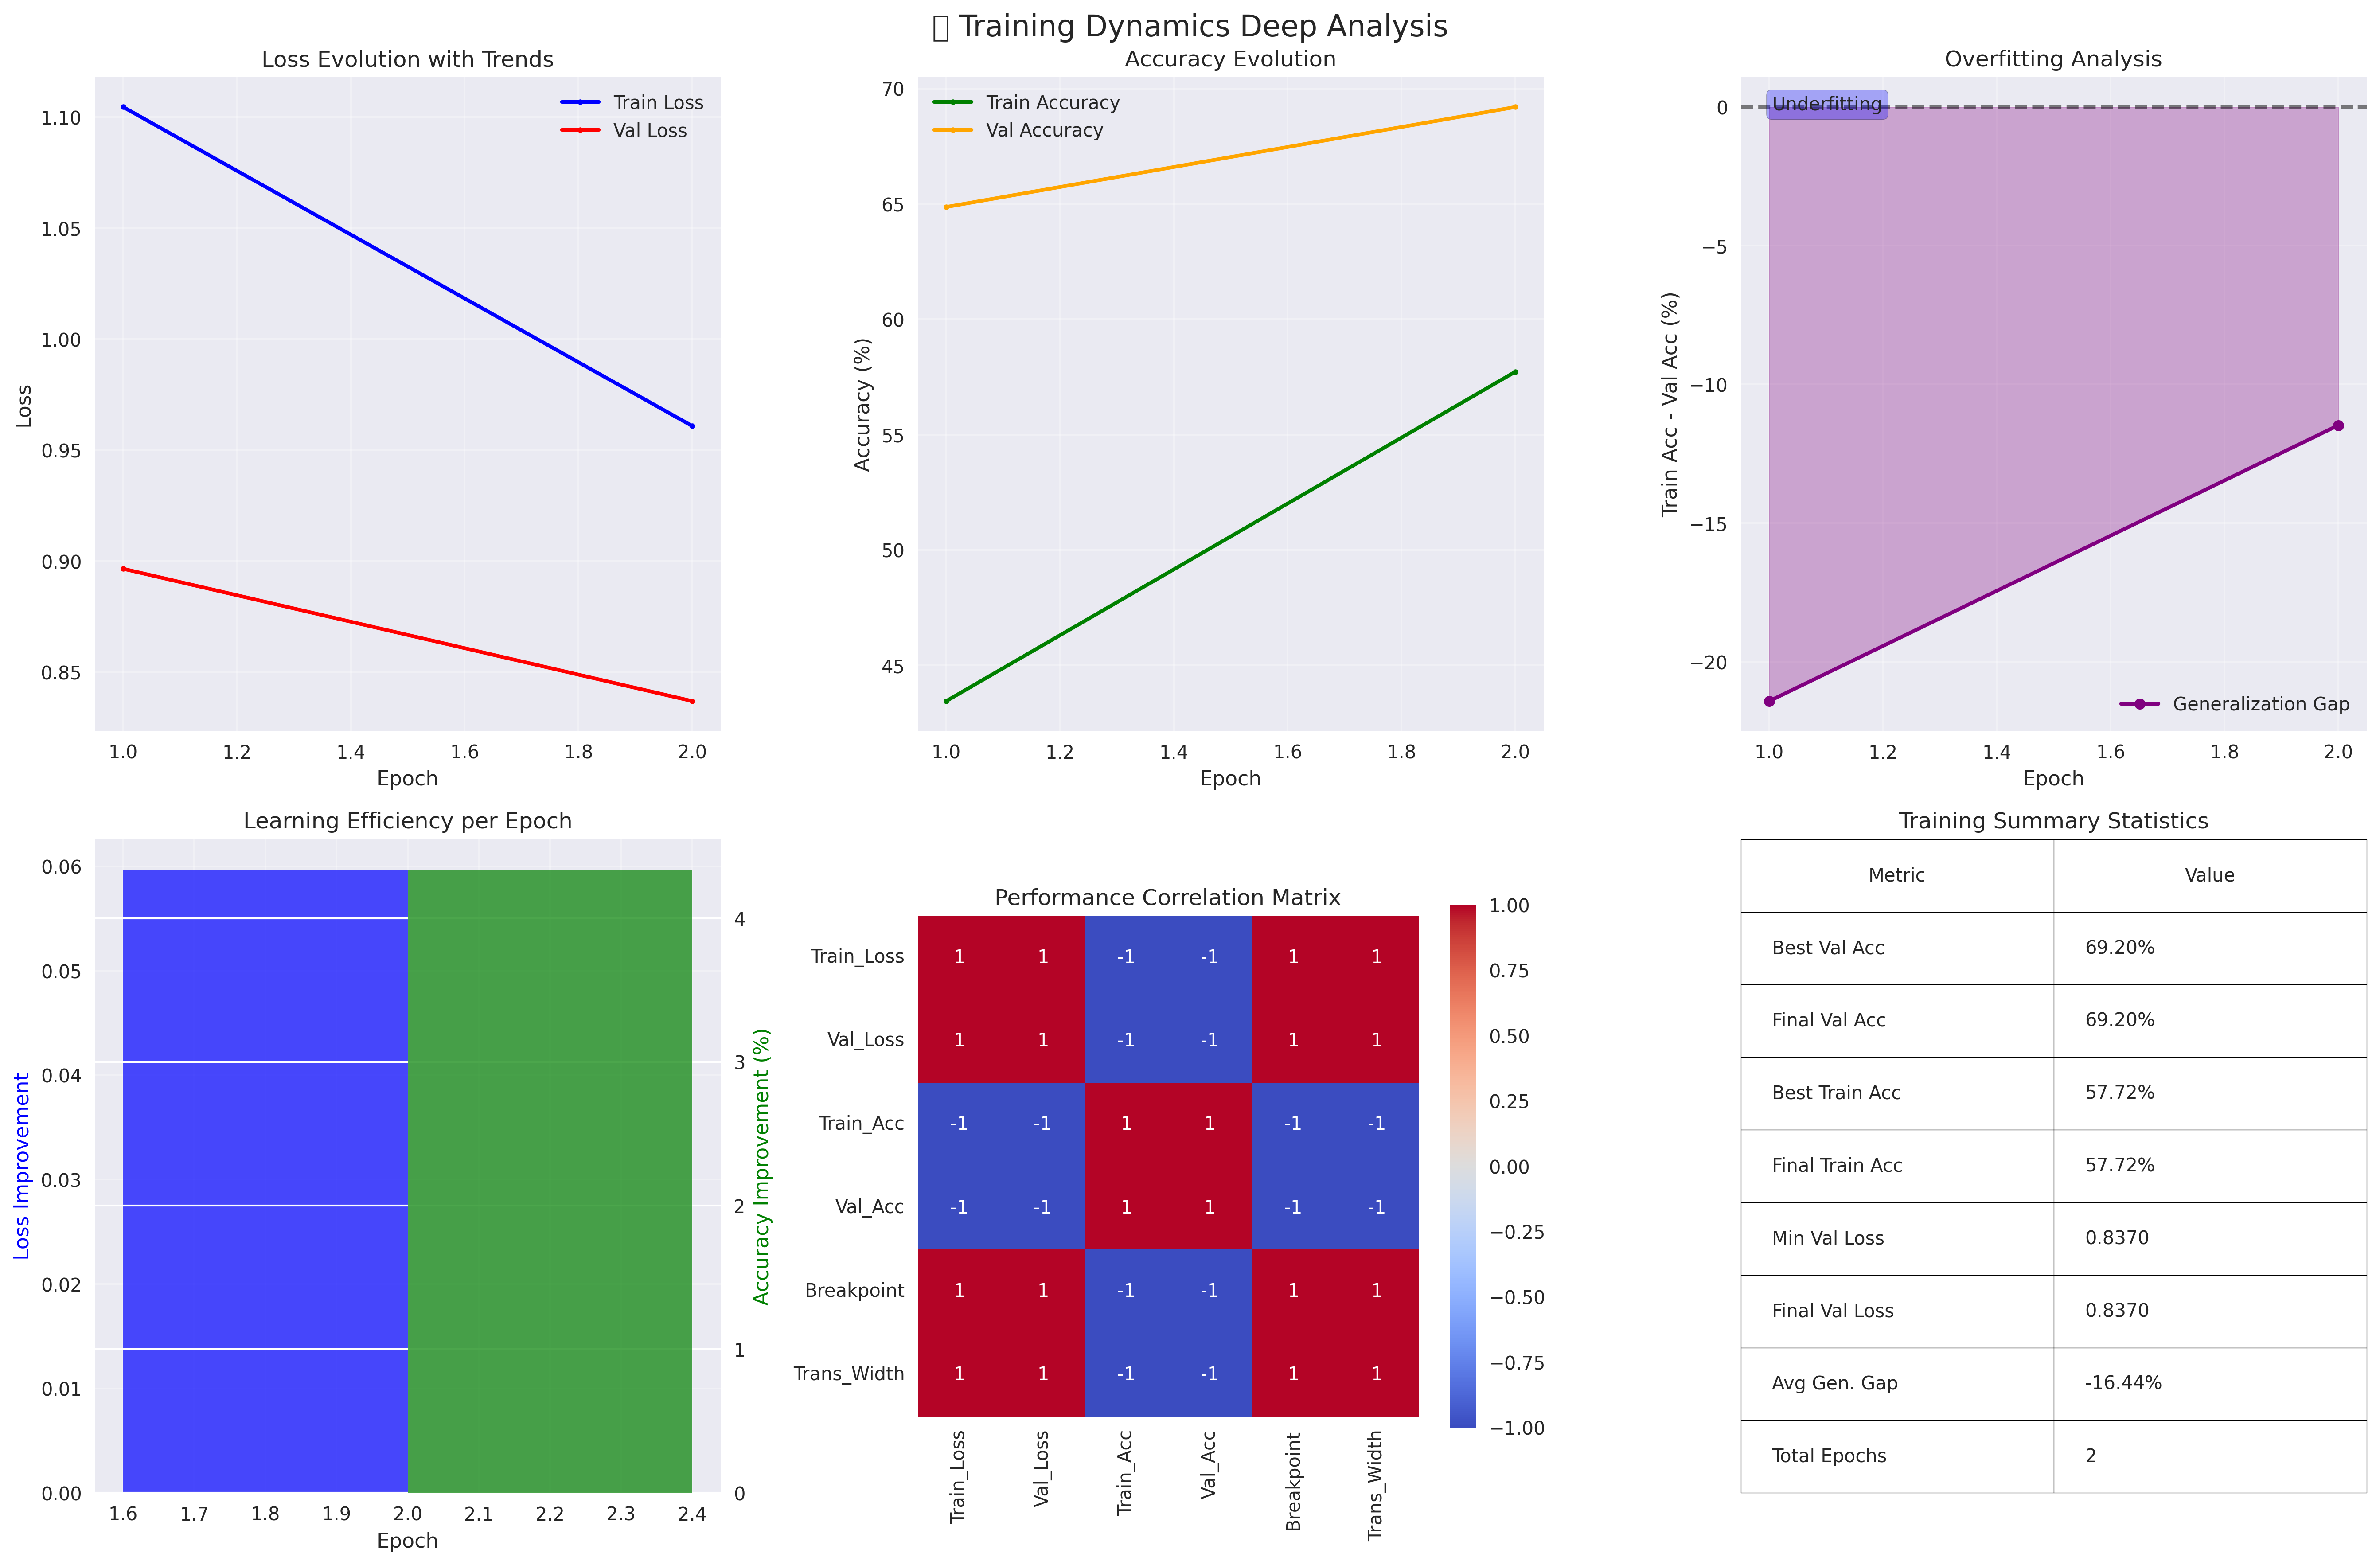 Training Dynamics Deep Analysis
Loss Evolution with Trends
Train Loss
Val Loss
1.10
1.05
1.00
0.95
0.90
0.85
Loss
1.0 1.2 1.4 1.6 1.8 2.0
Epoch
Accuracy Evolution
Train Accuracy
Val Accuracy
70
65
60
55
50
45
Accuracy (%)
1.0 1.2 1.4 1.6 1.8 2.0
Epoch
Overfitting Analysis
Underfitting
0
−5
−10
−15
−20
Train Acc - Val Acc (%)
Generalization Gap
1.0 1.2 1.4 1.6 1.8 2.0
Epoch
Learning Efficiency per Epoch
0.06
0.05
0.04
0.03
0.02
0.01
0.00
Loss Improvement
4
3
2
1
0
Accuracy Improvement (%)
1.6 1.7 1.8 1.9 2.0 2.1 2.2 2.3 2.4
Epoch
Performance Correlation Matrix
Train_Loss 1 1 -1 -1 1 1
Val_Loss 1 1 -1 -1 1 1
Train_Acc -1 -1 1 1 -1 -1
Val_Acc -1 -1 1 1 -1 -1
Breakpoint 1 1 -1 -1 1 1
Trans_Width 1 1 -1 -1 1 1
Train_Loss Val_Loss Train_Acc Val_Acc Breakpoint Trans_Width
1.00
0.75
0.50
0.25
0.00
−0.25
−0.50
−0.75
−1.00
Training Summary Statistics
Metric Value
Best Val Acc 69.20%
Final Val Acc 69.20%
Best Train Acc 57.72%
Final Train Acc 57.72%
Min Val Loss 0.8370
Final Val Loss 0.8370
Avg Gen. Gap -16.44%
Total Epochs 2